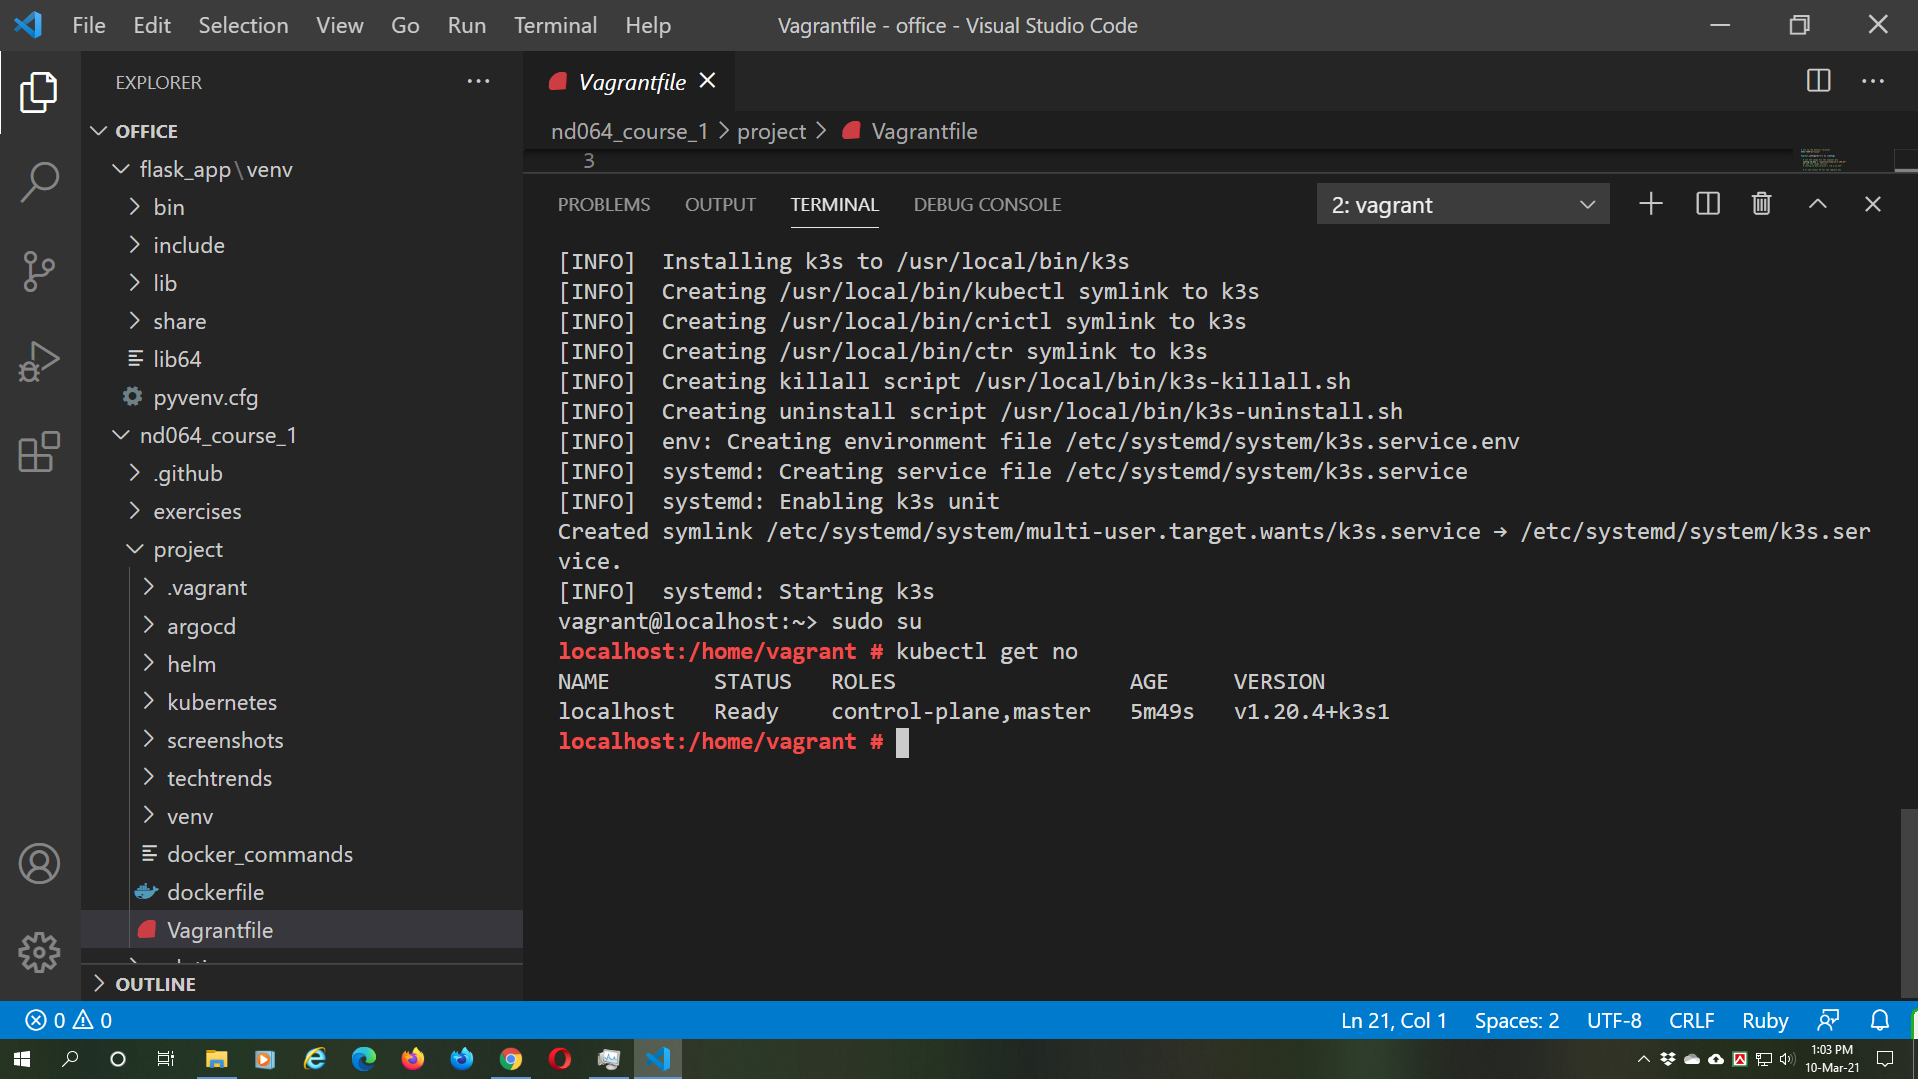 File Edit Selection View Go Run Terminal Help
Vagrantfile - office - Visual Studio Code
EXPLORER
OFFICE
flask_app\venv
bin
include
lib
share
lib64
pyvenv.cfg
nd064_course_1
.github
exercises
project
.vagrant
argocd
helm
kubernetes
screenshots
techtrends
venv
docker_commands
dockerfile
Vagrantfile
OUTLINE
Vagrantfile
nd064_course_1 > project > Vagrantfile
3
PROBLEMS OUTPUT TERMINAL DEBUG CONSOLE
2: vagrant
[INFO]  Installing k3s to /usr/local/bin/k3s
[INFO]  Creating /usr/local/bin/kubectl symlink to k3s
[INFO]  Creating /usr/local/bin/crictl symlink to k3s
[INFO]  Creating /usr/local/bin/ctr symlink to k3s
[INFO]  Creating killall script /usr/local/bin/k3s-killall.sh
[INFO]  Creating uninstall script /usr/local/bin/k3s-uninstall.sh
[INFO]  env: Creating environment file /etc/systemd/system/k3s.service.env
[INFO]  systemd: Creating service file /etc/systemd/system/k3s.service
[INFO]  systemd: Enabling k3s unit
Created symlink /etc/systemd/system/multi-user.target.wants/k3s.service → /etc/systemd/system/k3s.ser
vice.
[INFO]  systemd: Starting k3s
vagrant@localhost:~> sudo su
localhost:/home/vagrant # kubectl get no
NAME        STATUS   ROLES                  AGE     VERSION
localhost   Ready    control-plane,master   5m49s   v1.20.4+k3s1
localhost:/home/vagrant #
0 0
Ln 21, Col 1 Spaces: 2 UTF-8 CRLF Ruby
1:03 PM
10-Mar-21